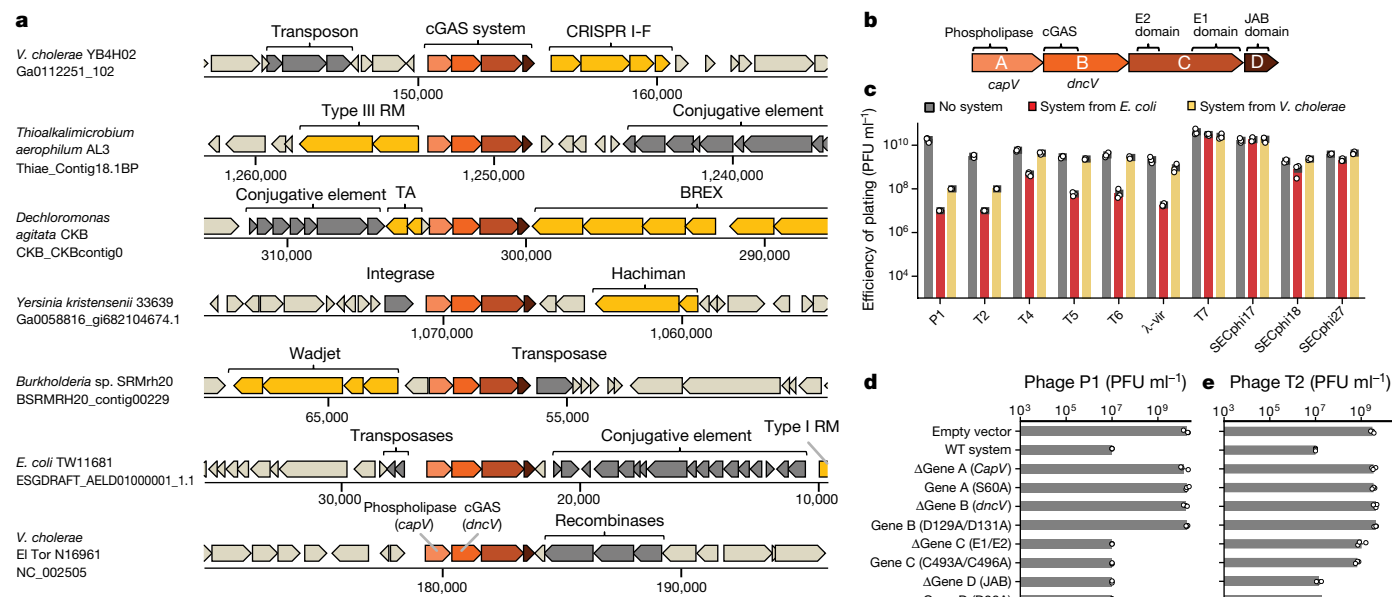 a
Transposon
cGAS system
CRISPR I-F
V. cholerae YB4H02
Ga0112251_102
150,000
160,000
Type III RM
Conjugative element
Thioalkalimicrobium
aerophilum AL3
Thiae_Contig18.1BP
1,260,000
1,250,000
1,240,000
Conjugative element
TA
BREX
Dechloromonas
agitata CKB
CKB_CKBcontig0
310,000
300,000
290,000
Integrase
Hachiman
Yersinia kristensenii 33639
Ga0058816_gi682104674.1
1,070,000
1,060,000
Wadjet
Transposase
Burkholderia sp. SRMrh20
BSRMRH20_contig00229
65,000
55,000
Transposases
Conjugative element
Type I RM
E. coli TW11681
ESGDRAFT_AELD01000001_1.1
30,000
20,000
10,000
Phospholipase
(capV)
cGAS
(dncV)
Recombinases
V. cholerae
El Tor N16961
NC_002505
180,000
190,000
b
Phospholipase
cGAS
E2
domain
E1
domain
JAB
domain
A
B
C
D
capV
dncV
c
No system
System from E. coli
System from V. cholerae
Efficiency of plating (PFU ml⁻¹)
10¹⁰
10⁸
10⁶
10⁴
P1
T2
T4
T5
T6
λ-vir
T7
SECphi17
SECphi18
SECphi27
d
Phage P1 (PFU ml⁻¹)
10³
10⁵
10⁷
10⁹
Empty vector
WT system
ΔGene A (CapV)
Gene A (S60A)
ΔGene B (dncV)
Gene B (D129A/D131A)
ΔGene C (E1/E2)
Gene C (C493A/C496A)
ΔGene D (JAB)
e
Phage T2 (PFU ml⁻¹)
10³
10⁵
10⁷
10⁹